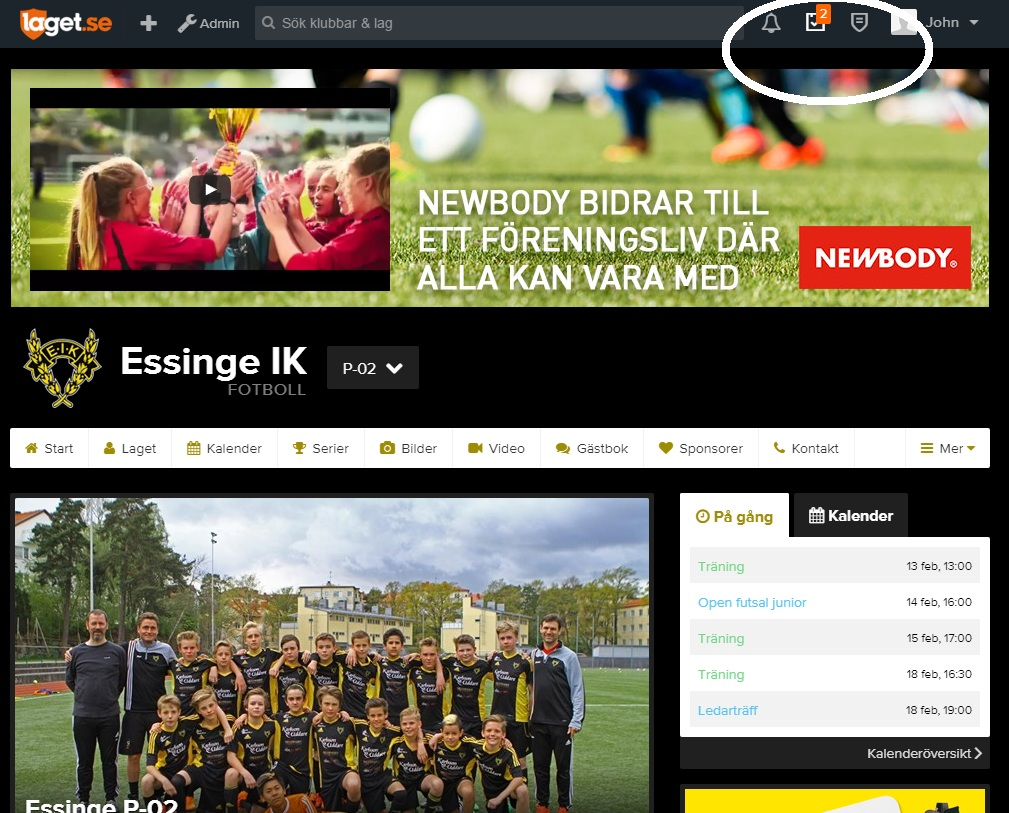 laget.se
Admin
Sök klubbar & lag
2
John
NEWBODY BIDRAR TILL
ETT FÖRENINGSLIV DÄR
ALLA KAN VARA MED
NEWBODY®
E.I.K
Essinge IK
FOTBOLL
P-02
Start
Laget
Kalender
Serier
Bilder
Video
Gästbok
Sponsorer
Kontakt
Mer
På gång
Kalender
Träning 13 feb, 13:00
Open futsal junior 14 feb, 16:00
Träning 15 feb, 17:00
Träning 18 feb, 16:30
Ledarträff 18 feb, 19:00
Kalenderöversikt
Essinge P-02